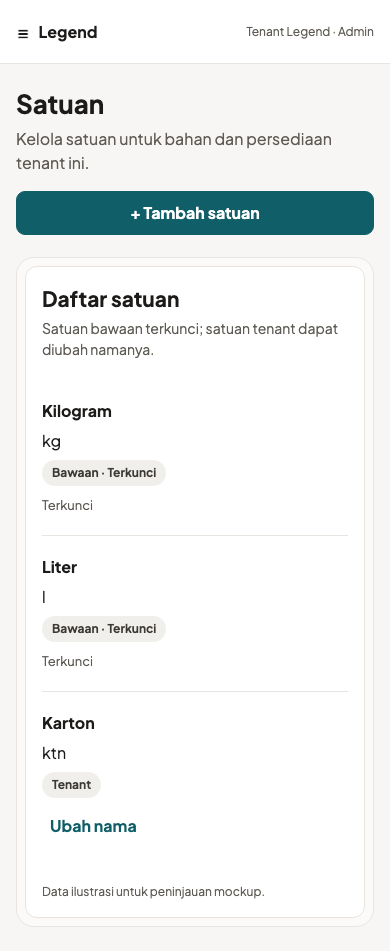 ≡ Legend
Tenant Legend · Admin
Satuan
Kelola satuan untuk bahan dan persediaan
tenant ini.
+ Tambah satuan
Daftar satuan
Satuan bawaan terkunci; satuan tenant dapat
diubah namanya.
Kilogram
kg
Bawaan · Terkunci
Terkunci
Liter
l
Bawaan · Terkunci
Terkunci
Karton
ktn
Tenant
Ubah nama
Data ilustrasi untuk peninjauan mockup.